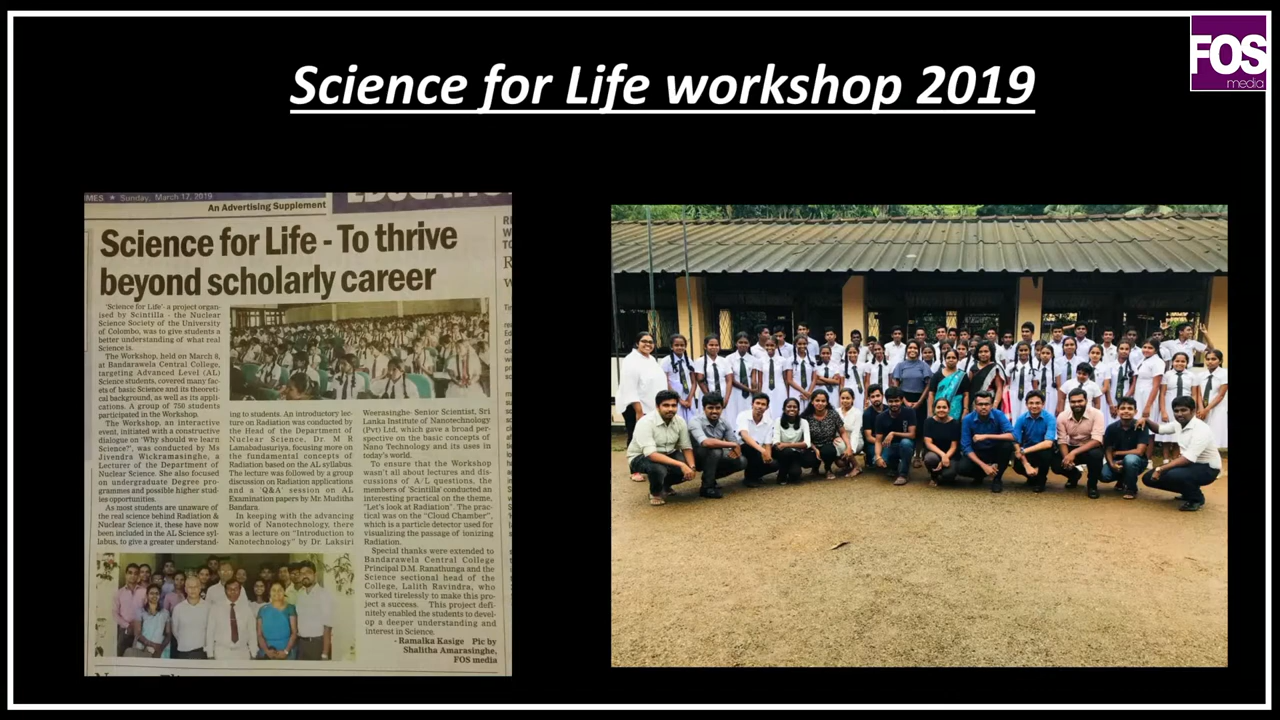 FOS
media
Science for Life workshop 2019
IMES ★ Sunday, March 17, 2019
An Advertising Supplement
Science for Life - To thrive
beyond scholarly career
'Science for Life'- a project organ-
ised by Scintilla - the Nuclear
Science Society of the University
of Colombo, was to give students a
better understanding of what real
Science is.
The Workshop, held on March 8,
at Bandarawela Central College,
targeting Advanced Level (AL)
Science students, covered many fac-
ets of basic Science and its theoreti-
cal background, as well as its appli-
cations. A group of 750 students
participated in the Workshop.
The Workshop, an interactive
event, initiated with a constructive
dialogue on 'Why should we learn
Science?', was conducted by Ms
Jivendra Wickramasinghe, a
Lecturer of the Department of
Nuclear Science. She also focused
on undergraduate Degree pro-
grammes and possible higher stud-
ies opportunities.
As most students are unaware of
the real science behind Radiation &
Nuclear Science it, these have now
been included in the AL Science syl-
labus, to give a greater understand-
ing to students. An introductory lec-
ture on Radiation was conducted by
the Head of the Department of
Nuclear Science, Dr. M R
Lamabadusuriya, focusing more on
the fundamental concepts of
Radiation based on the AL syllabus.
The lecture was followed by a group
discussion on Radiation applications
and a 'Q&A' session on AL
Examination papers by Mr. Muditha
Bandara.
In keeping with the advancing
world of Nanotechnology, there
was a lecture on "Introduction to
Nanotechnology" by Dr. Laksiri
Weerasinghe- Senior Scientist, Sri
Lanka Institute of Nanotechnology
(Pvt) Ltd, which gave a broad per-
spective on the basic concepts of
Nano Technology and its uses in
today's world.
To ensure that the Workshop
wasn't all about lectures and dis-
cussions of A/L questions, the
members of 'Scintilla' conducted an
interesting practical on the theme,
"Let's look at Radiation". The prac-
tical was on the "Cloud Chamber",
which is a particle detector used for
visualizing the passage of ionizing
Radiation.
Special thanks were extended to
Bandarawela Central College
Principal D.M. Ranathunga and the
Science sectional head of the
College, Lalith Ravindra, who
worked tirelessly to make this pro-
ject a success. This project defi-
nitely enabled the students to devel-
op a deeper understanding and
interest in Science.
- Ramalka Kasige Pic by
Shalitha Amarasinghe,
FOS media